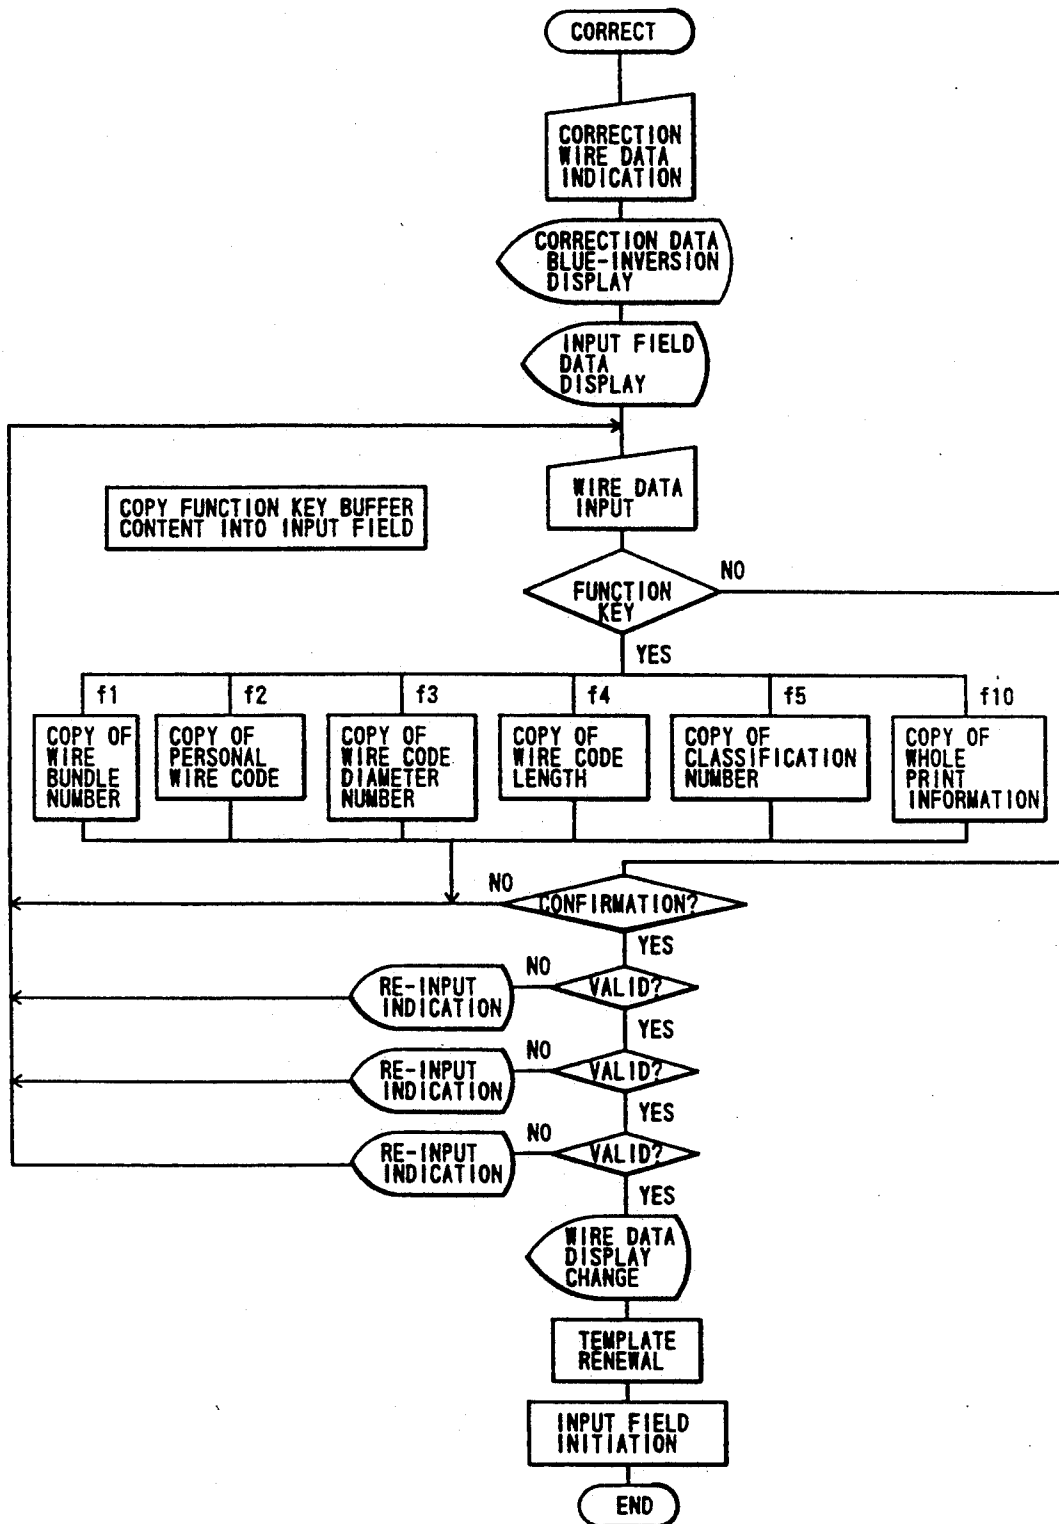 CORRECT
CORRECTION
WIRE DATA
INDICATION
CORRECTION DATA
BLUE-INVERSION
DISPLAY
INPUT FIELD
DATA
DISPLAY
WIRE DATA
INPUT
COPY FUNCTION KEY BUFFER
CONTENT INTO INPUT FIELD
FUNCTION
KEY
NO
YES
f1
COPY OF
WIRE
BUNDLE
NUMBER
f2
COPY OF
PERSONAL
WIRE CODE
f3
COPY OF
WIRE CODE
DIAMETER
NUMBER
f4
COPY OF
WIRE CODE
LENGTH
f5
COPY OF
CLASSIFICATION
NUMBER
f10
COPY OF
WHOLE
PRINT
INFORMATION
NO
CONFIRMATION?
YES
RE-INPUT
INDICATION
NO
VALID?
YES
RE-INPUT
INDICATION
NO
VALID?
YES
RE-INPUT
INDICATION
NO
VALID?
YES
WIRE DATA
DISPLAY
CHANGE
TEMPLATE
RENEWAL
INPUT FIELD
INITIATION
END